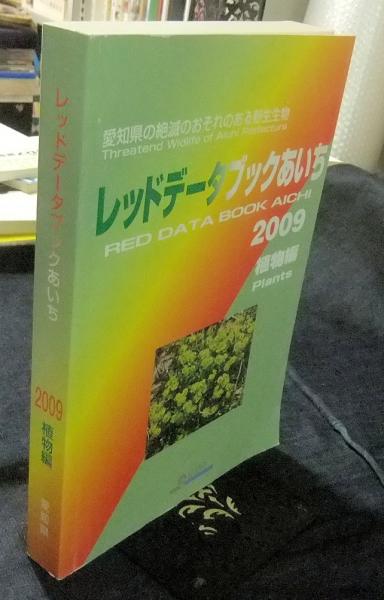 愛知県の絶滅のおそれのある野生生物
Threatend Wildlife of Aichi Prefecture
レッドデータブックあいち
RED DATA BOOK AICHI
2009
植物編
Plants
レッドデータブックあいち
2009
植物編
愛知県